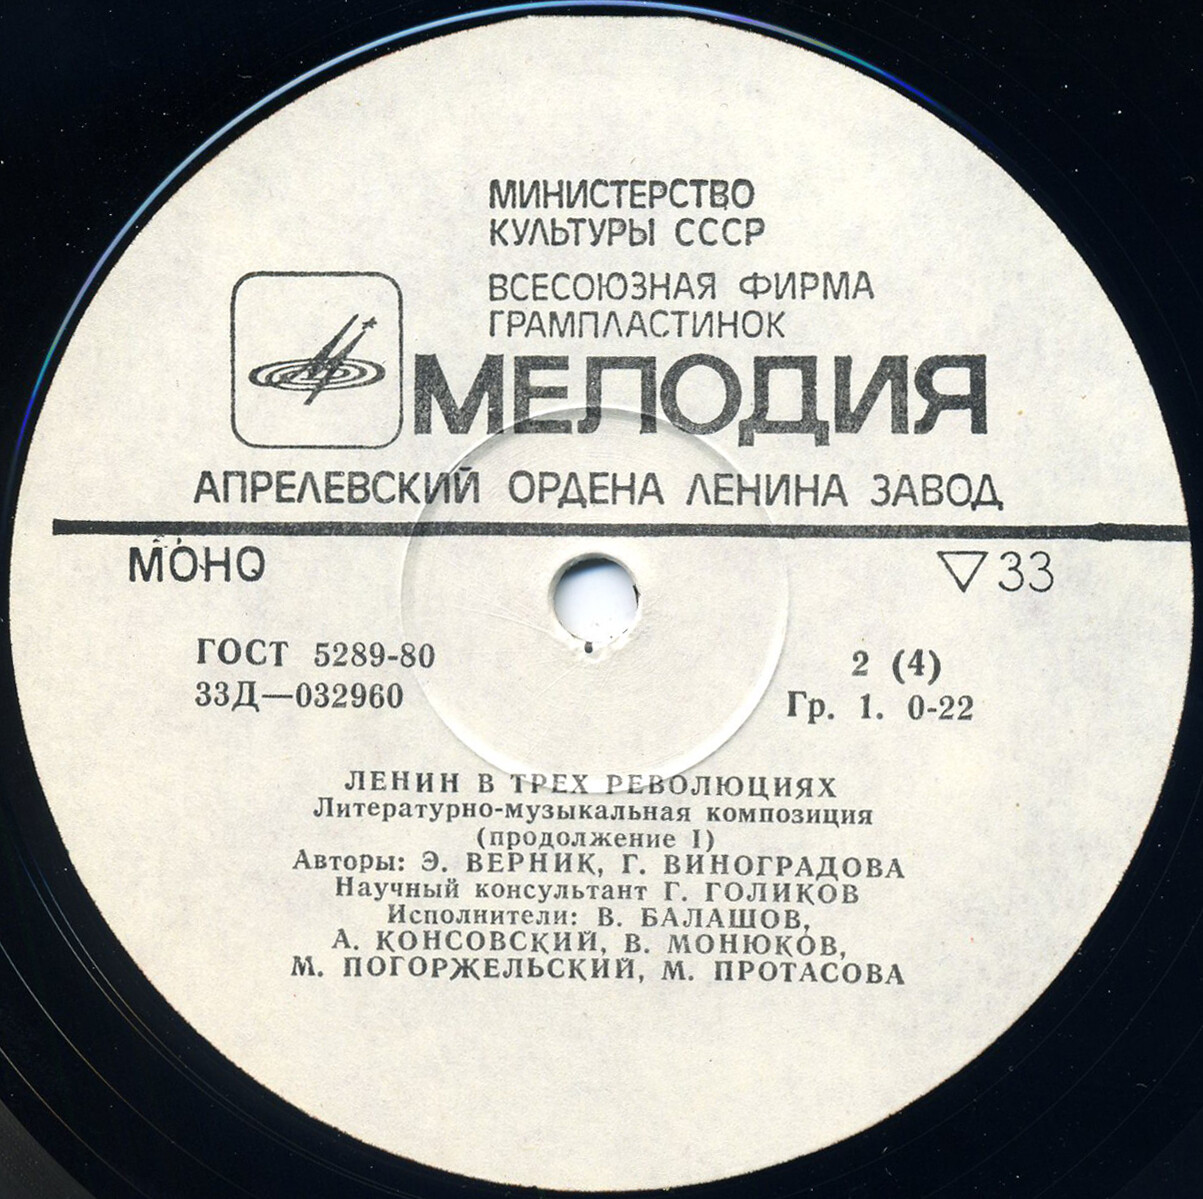 МИНИСТЕРСТВО
КУЛЬТУРЫ СССР
ВСЕСОЮЗНАЯ ФИРМА
ГРАМПЛАСТИНОК
МЕЛОДИЯ
АПРЕЛЕВСКИЙ ОРДЕНА ЛЕНИНА ЗАВОД
МОНО
▽ 33
ГОСТ 5289-80
33Д—032960
2 (4)
Гр. 1. 0-22
ЛЕНИН В ТРЕХ РЕВОЛЮЦИЯХ
Литературно-музыкальная композиция
(продолжение I)
Авторы: Э. ВЕРНИК, Г. ВИНОГРАДОВА
Научный консультант Г. ГОЛИКОВ
Исполнители: В. БАЛАШОВ,
А. КОНСОВСКИЙ, В. МОНЮКОВ,
М. ПОГОРЖЕЛЬСКИЙ, М. ПРОТАСОВА